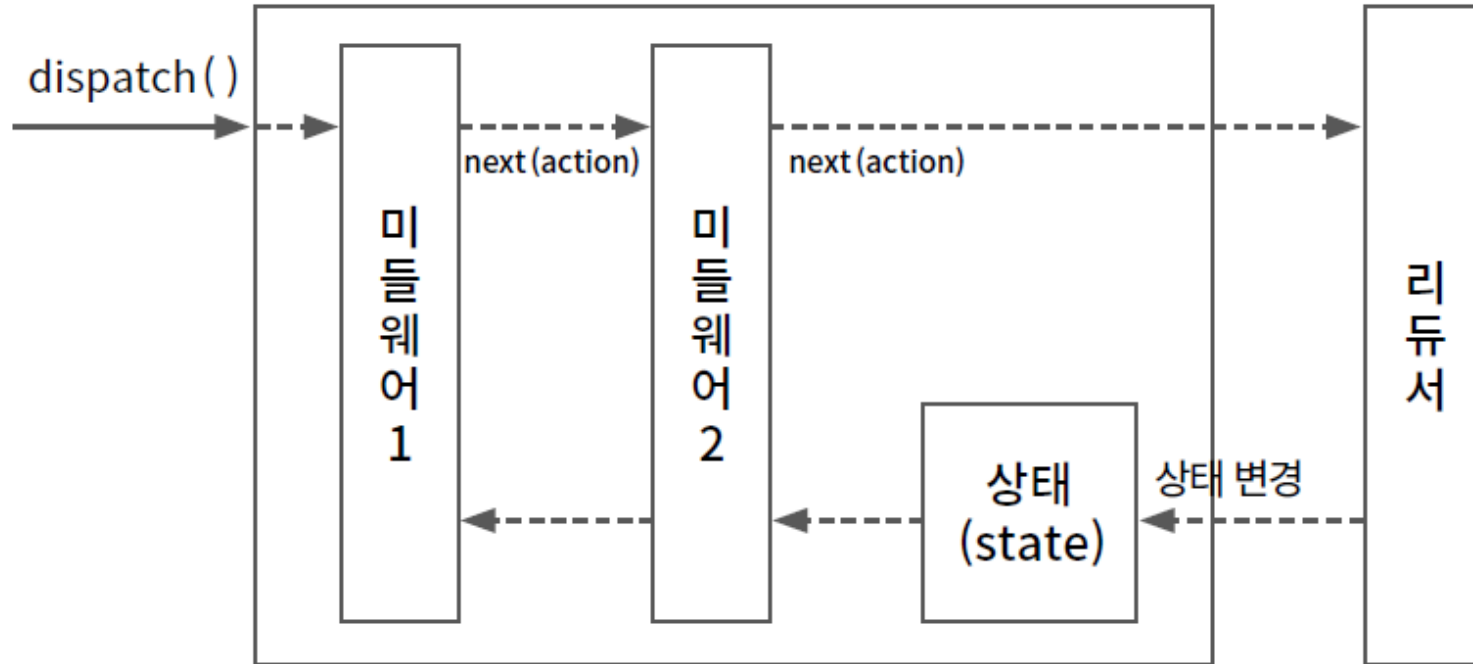 dispatch( )
next(action)
next(action)
미들웨어1
미들웨어2
리듀서
상태
(state)
상태 변경